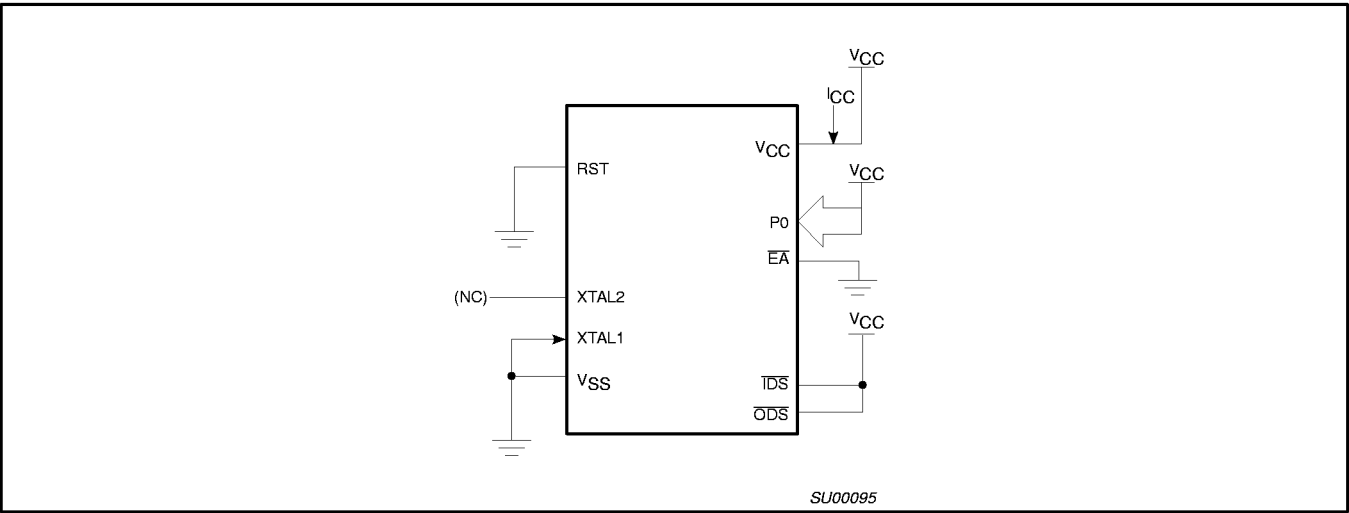 VCC
ICC
VCC
RST
VCC
P0
EA
(NC)
XTAL2
VCC
XTAL1
VSS
IDS
ODS
SU00095